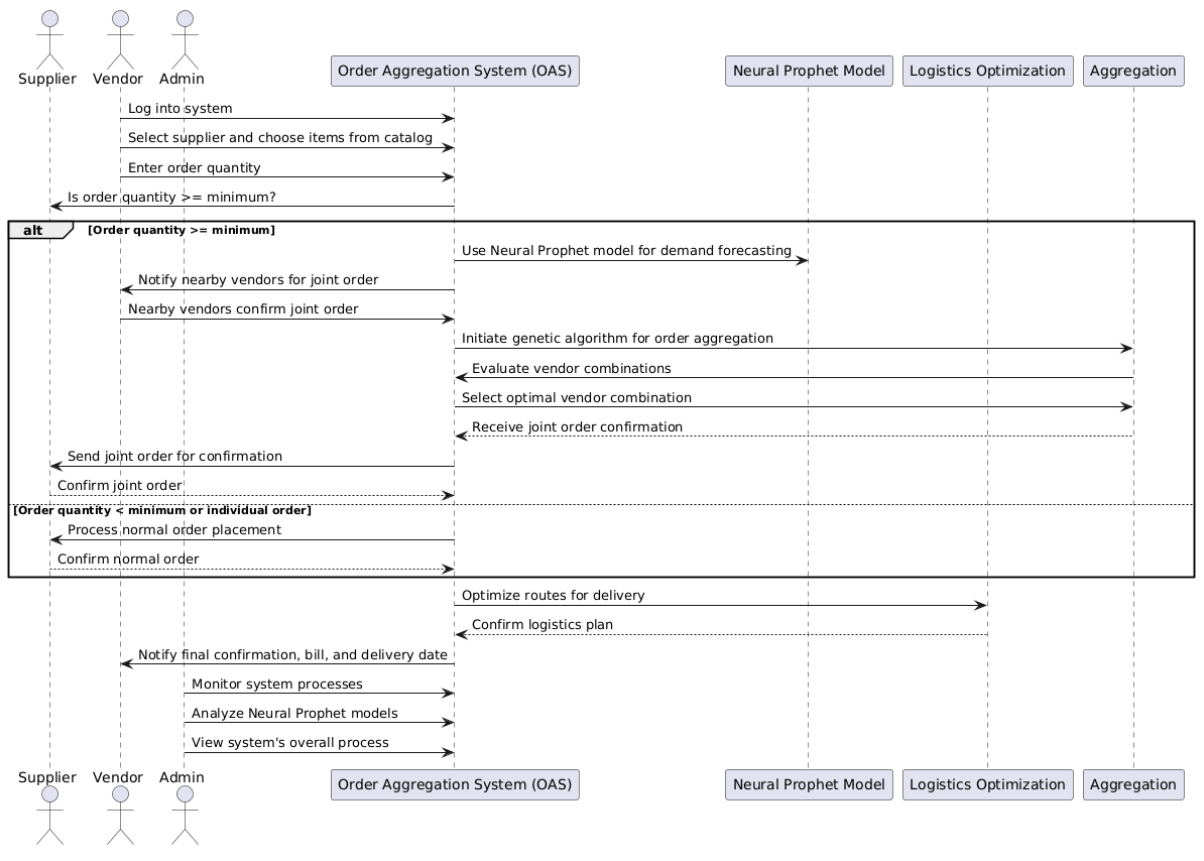 Supplier
Vendor
Admin
Order Aggregation System (OAS)
Neural Prophet Model
Logistics Optimization
Aggregation
Log into system
Select supplier and choose items from catalog
Enter order quantity
Is order quantity >= minimum?
alt
[Order quantity >= minimum]
Use Neural Prophet model for demand forecasting
Notify nearby vendors for joint order
Nearby vendors confirm joint order
Initiate genetic algorithm for order aggregation
Evaluate vendor combinations
Select optimal vendor combination
Receive joint order confirmation
Send joint order for confirmation
Confirm joint order
[Order quantity < minimum or individual order]
Process normal order placement
Confirm normal order
Optimize routes for delivery
Confirm logistics plan
Notify final confirmation, bill, and delivery date
Monitor system processes
Analyze Neural Prophet models
View system's overall process
Supplier
Vendor
Admin
Order Aggregation System (OAS)
Neural Prophet Model
Logistics Optimization
Aggregation